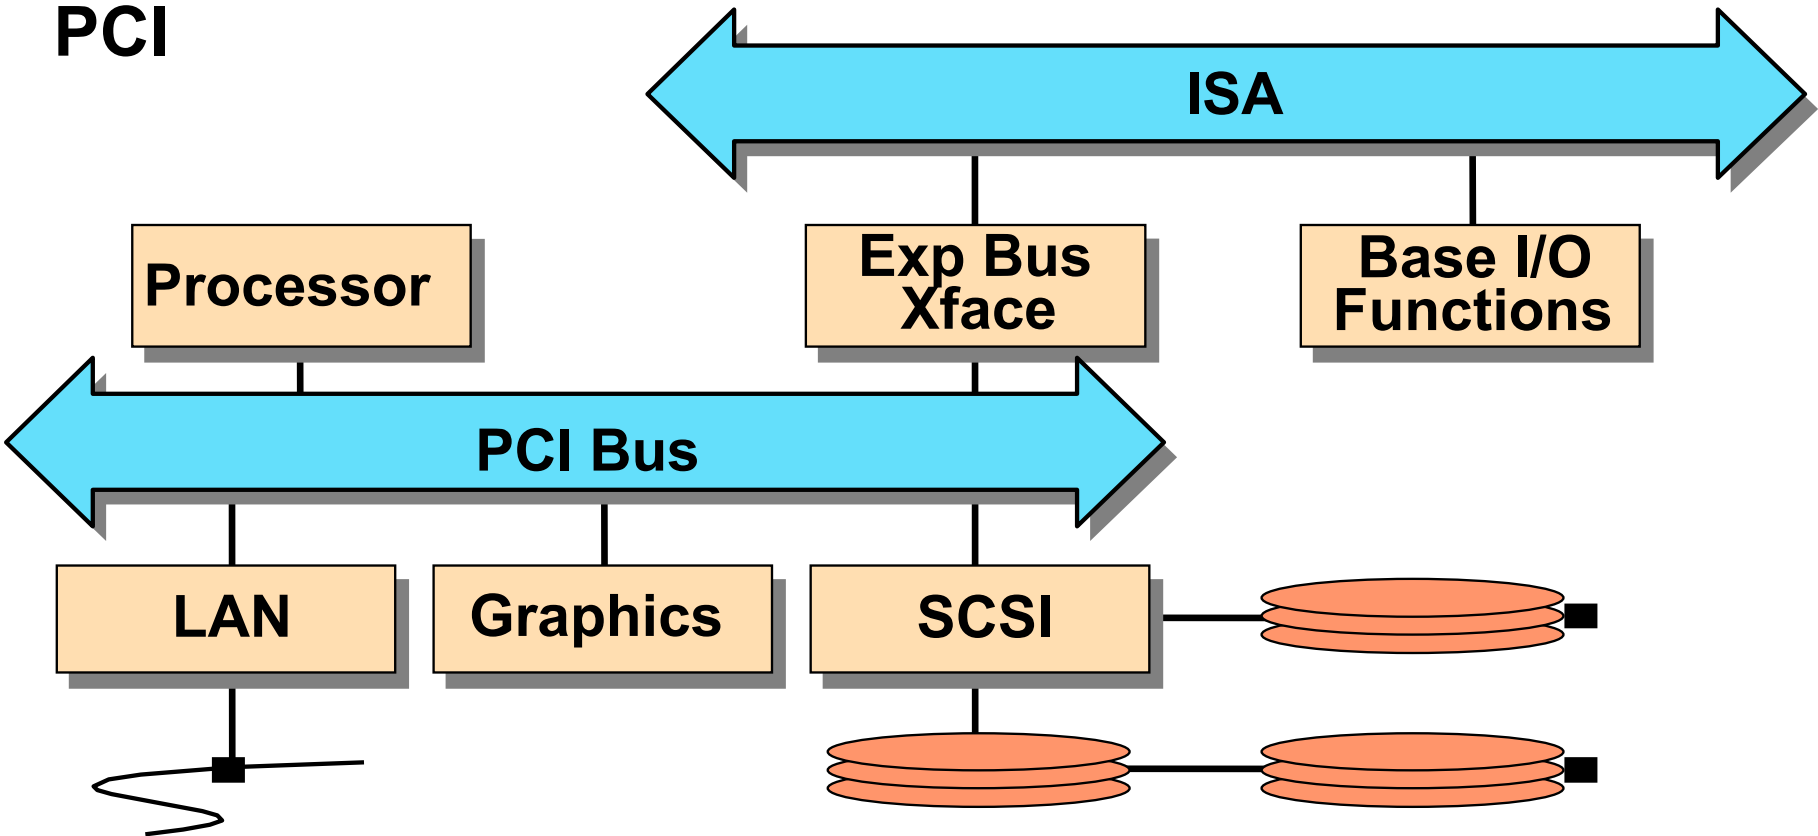 PCI
ISA
Processor
Exp Bus
Xface
Base I/O
Functions
PCI Bus
LAN
Graphics
SCSI